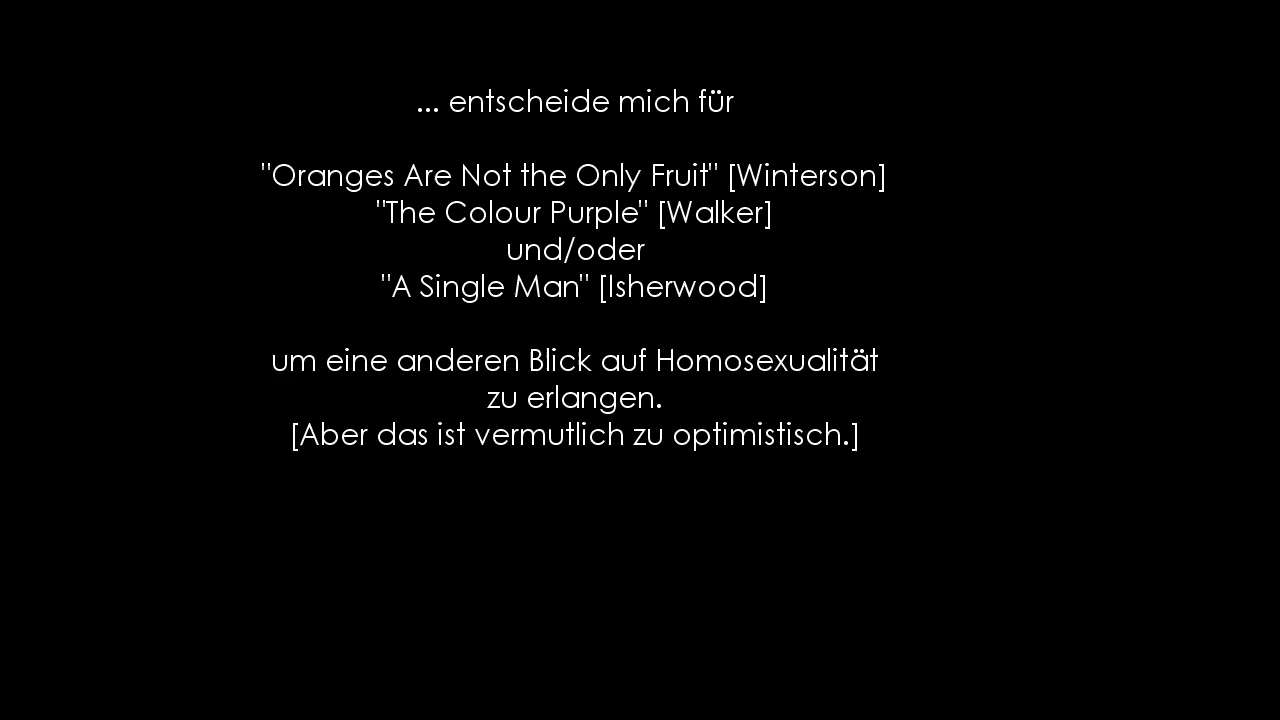 ... entscheide mich für
"Oranges Are Not the Only Fruit" [Winterson]
"The Colour Purple" [Walker]
und/oder
"A Single Man" [Isherwood]
um eine anderen Blick auf Homosexualität
zu erlangen.
[Aber das ist vermutlich zu optimistisch.]